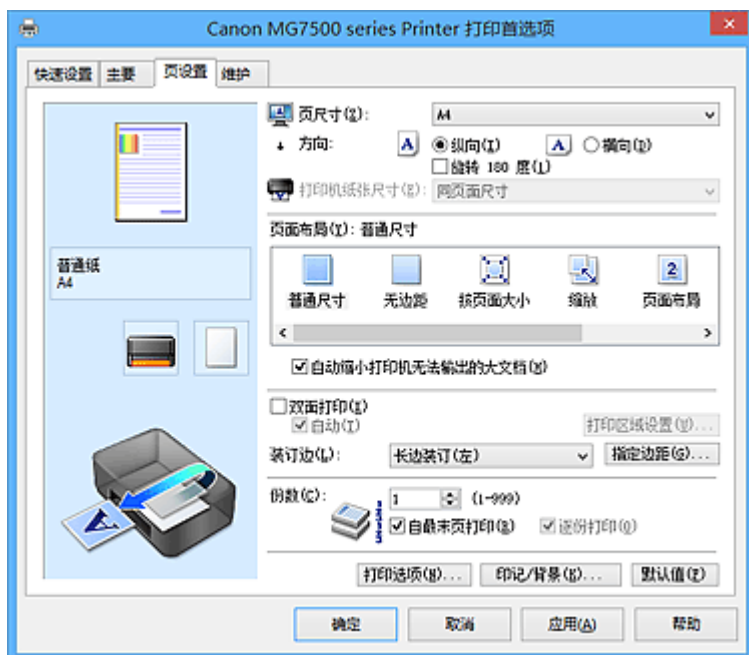 Canon MG7500 series Printer 打印首选项
快速设置 主要 页设置 维护
页尺寸(Z): A4
方向: A 纵向(I) A 横向(D)
旋转 180 度(L)
打印机纸张尺寸(E): 同页面尺寸
页面布局(Y): 普通尺寸
普通纸
A4
普通尺寸 无边距 按页面大小 缩放 页面布局
自动缩小打印机无法输出的大文档(N)
双面打印(X)
自动(T) 打印区域设置(U)...
装订边(L): 长边装订(左) 指定边距(G)...
份数(C): 1 (1-999)
自最末页打印(R) 逐份打印(O)
打印选项(H)... 印记/背景(K)... 默认值(F)
确定 取消 应用(A) 帮助